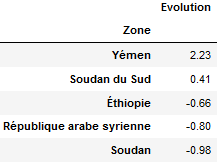 Evolution
Zone
Yémen 2.23
Soudan du Sud 0.41
Éthiopie -0.66
République arabe syrienne -0.80
Soudan -0.98